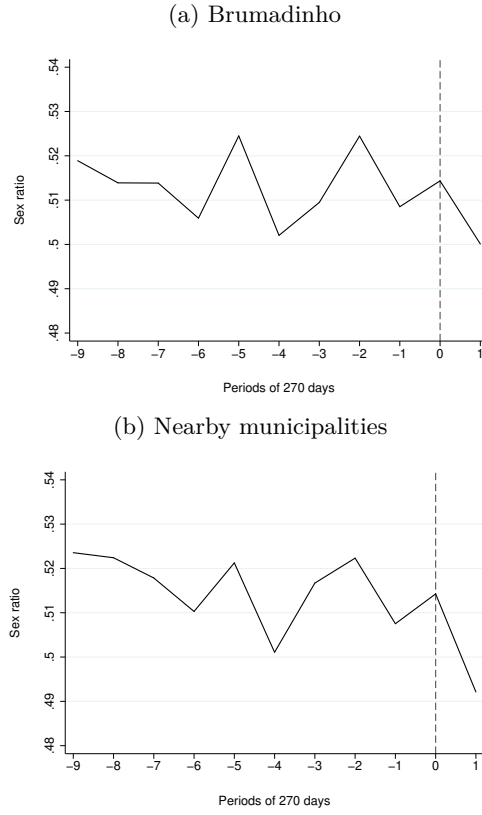 (a) Brumadinho
.54
.53
.52
.51
.5
.49
.48
Sex ratio
−9 −8 −7 −6 −5 −4 −3 −2 −1 0 1
Periods of 270 days
(b) Nearby municipalities
.54
.53
.52
.51
.5
.49
.48
Sex ratio
−9 −8 −7 −6 −5 −4 −3 −2 −1 0 1
Periods of 270 days